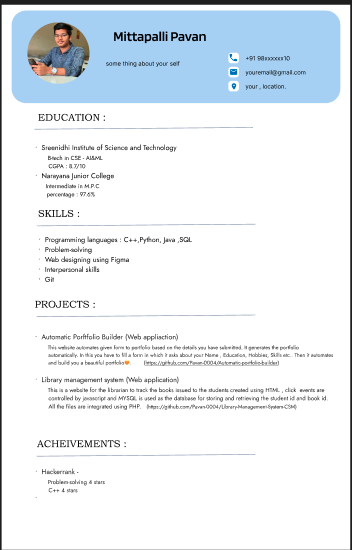 Mittapalli Pavan
some thing about your self
+91 98xxxxxx10
youremail@gmail.com
your , location.
EDUCATION :
· Sreenidhi Institute of Science and Technology
B-tech in CSE - AI&ML
CGPA : 8.7/10
· Narayana Junior College
Intermediate in M.P.C
percentage : 97.6%
SKILLS :
· Programming languages : C++,Python, Java ,SQL
· Problem-solving
· Web designing using Figma
· Interpersonal skills
· Git
PROJECTS :
· Automatic Portfolio Builder (Web appliaction)
This website automates given form to portfolio based on the details you have submitted, it generates the portfolio
automatically. In this you have to fill a form in which it asks about your Name , Education, Hobbies, Skills etc. Then it automates
and build you a beautiful portfolio🧡. (https://github.com/Pavan-0004/Automatic-portfolio-builder)
· Library management system (Web application)
This is a website for the librarian to track the books issued to the students created using HTML , click events are
controlled by javascript and MYSQL is used as the database for storing and retrieving the student id and book id.
All the files are integrated using PHP. (https://github.com/Pavan-0004/Library-Management-System-CSM)
ACHEIVEMENTS :
· Hackerrank -
Problem-solving 4 stars
C++ 4 stars